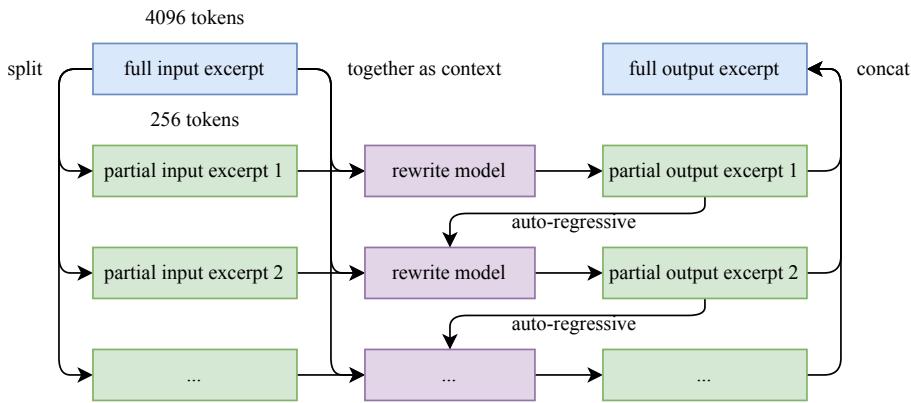 4096 tokens
split
full input excerpt
together as context
full output excerpt
concat
256 tokens
partial input excerpt 1
rewrite model
partial output excerpt 1
auto-regressive
partial input excerpt 2
rewrite model
partial output excerpt 2
auto-regressive
...
...
...